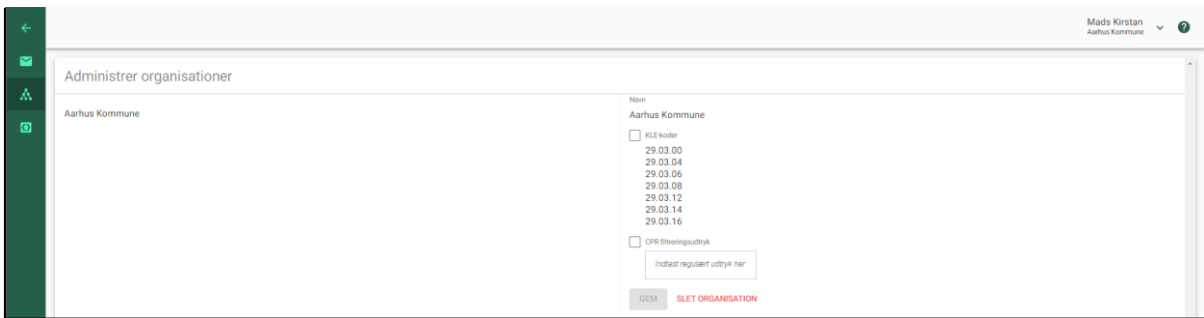 Mads Kirstan
Aarhus Kommune
Administrer organisationer
Aarhus Kommune
Navn
Aarhus Kommune
KLE-koder
29.03.00
29.03.04
29.03.06
29.03.08
29.03.12
29.03.14
29.03.16
CPR filtreringsudtryk
Indtast regulært udtryk her
GEM SLET ORGANISATION